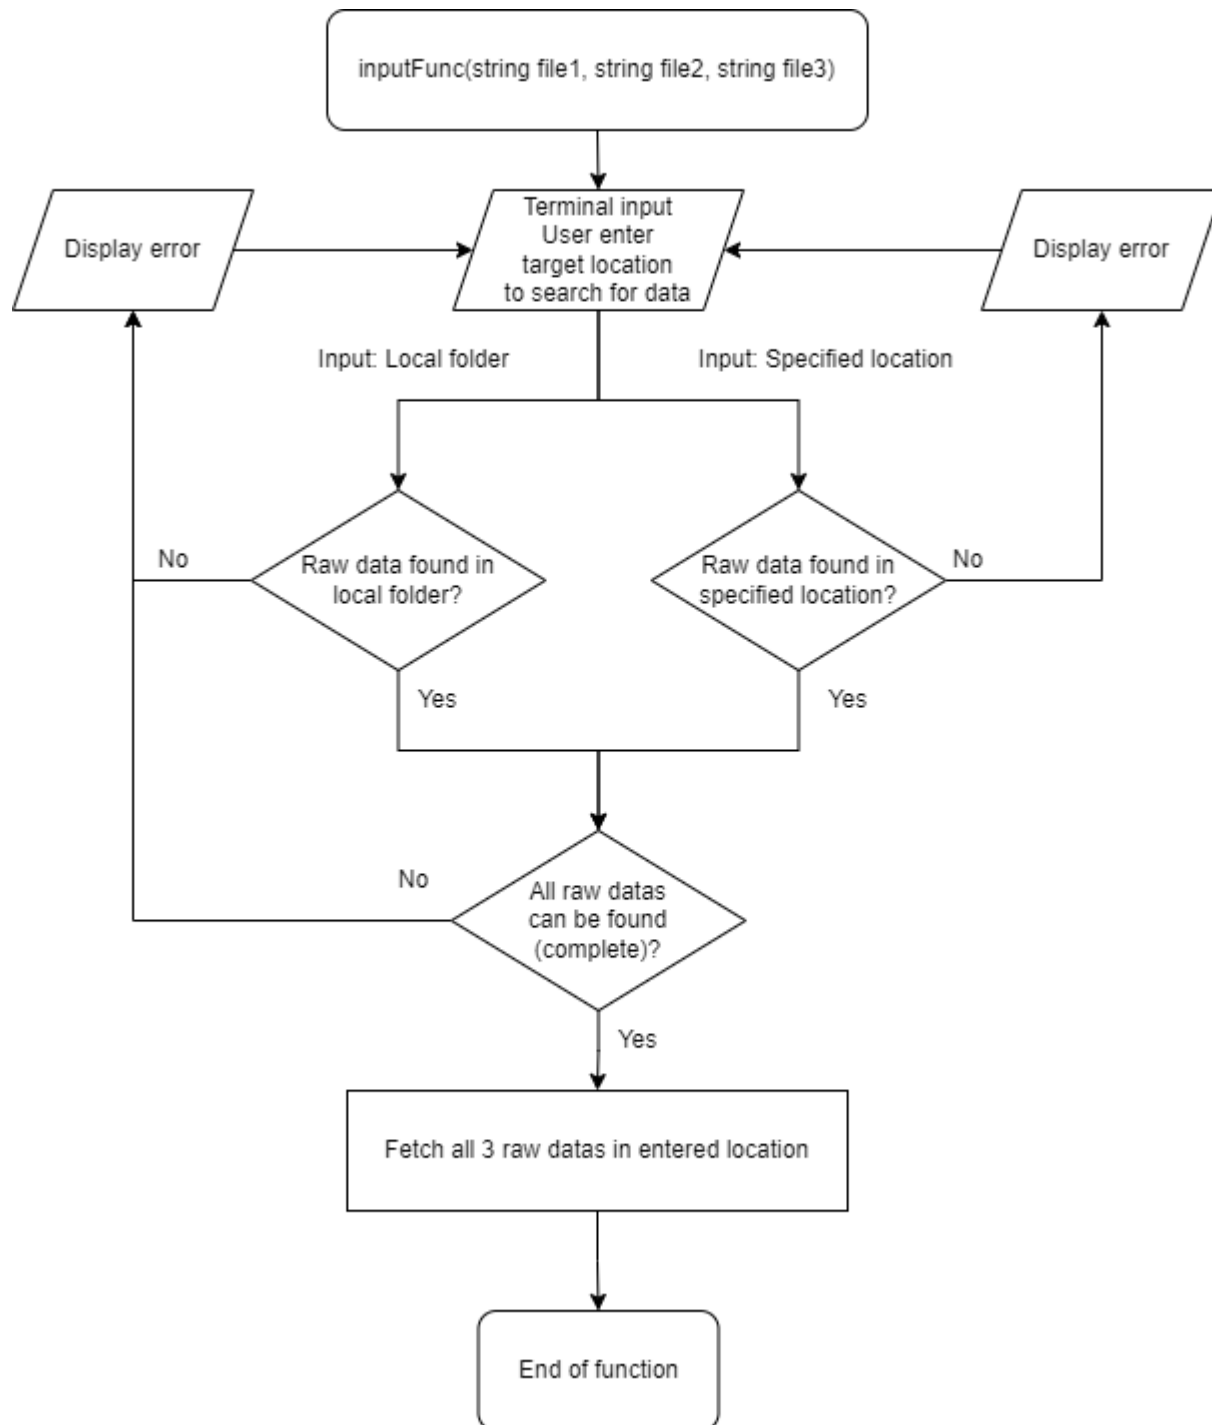 inputFunc(string file1, string file2, string file3)
Display error
Terminal input
User enter
target location
to search for data
Display error
Input: Local folder
Input: Specified location
No
Raw data found in
local folder?
Raw data found in
specified location?
No
Yes
Yes
No
All raw datas
can be found
(complete)?
Yes
Fetch all 3 raw datas in entered location
End of function